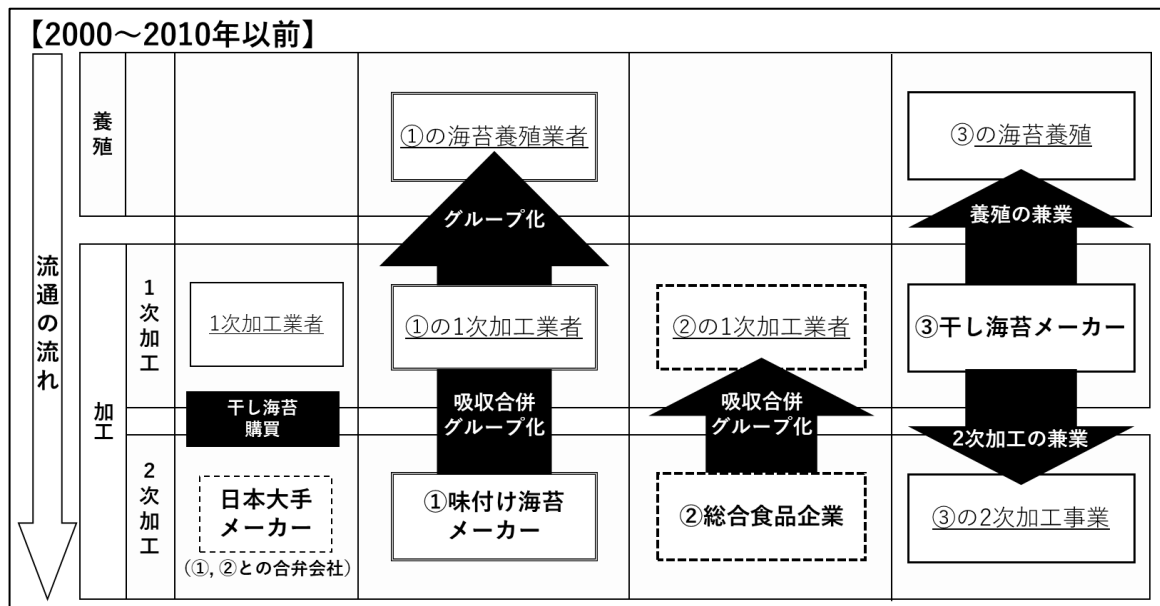 【2000～2010年以前】
流通の流れ
養殖
①の海苔養殖業者
③の海苔養殖
グループ化
養殖の兼業
加工
1次加工
1次加工業者
①の1次加工業者
②の1次加工業者
③干し海苔メーカー
干し海苔
購買
吸収合併
グループ化
吸収合併
グループ化
2次加工の兼業
2次加工
日本大手
メーカー
(①, ②との合弁会社)
①味付け海苔
メーカー
②総合食品企業
③の2次加工事業